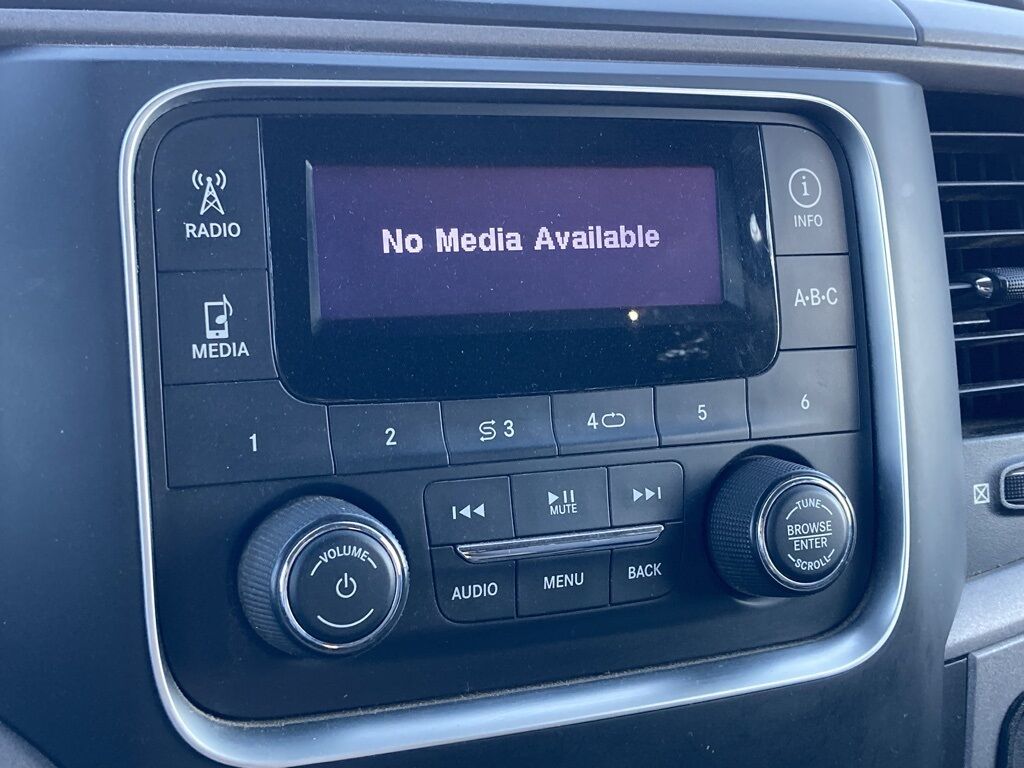 RADIO
No Media Available
i
INFO
MEDIA
A•B•C
1
2
3
4
5
6
MUTE
VOLUME
AUDIO
MENU
BACK
TUNE
BROWSE
ENTER
SCROLL